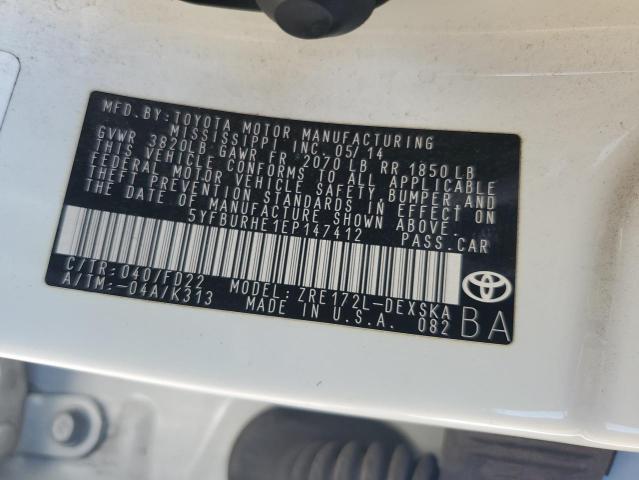 MFD. BY: TOYOTA MOTOR MANUFACTURING
MISSISSIPPI INC. 05/14
GVWR 3820LB GAWR FR 2070 LB RR 1850 LB
THIS VEHICLE CONFORMS TO ALL APPLICABLE
FEDERAL MOTOR VEHICLE SAFETY, BUMPER, AND
THEFT PREVENTION STANDARDS IN EFFECT ON
THE DATE OF MANUFACTURE SHOWN ABOVE.
5YFBURHE1EP147412 PASS.CAR
C/TR: 040/FD22 MODEL: ZRE172L-DEXSKA
A/TM: -04A/K313 MADE IN U.S.A. 082
BA